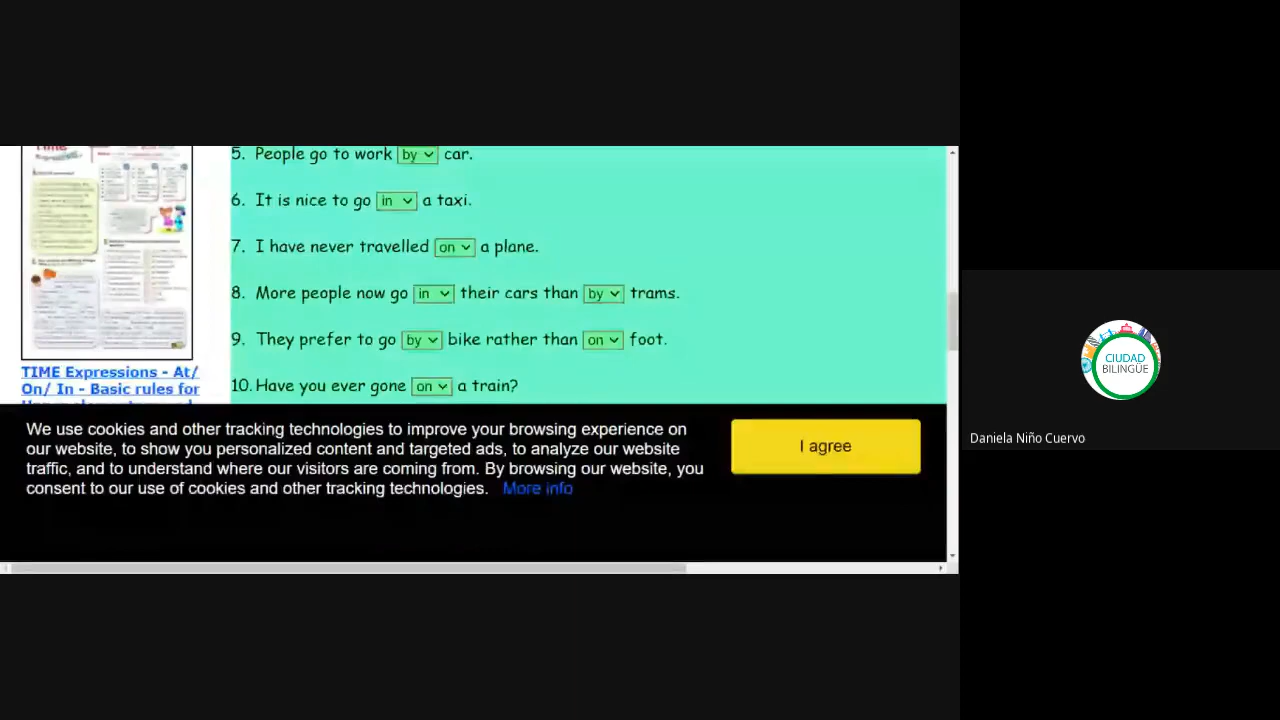 Time
5. People go to work by car.
6. It is nice to go in a taxi.
7. I have never travelled on a plane.
8. More people now go in their cars than by trams.
9. They prefer to go by bike rather than on foot.
10. Have you ever gone on a train?
TIME Expressions - At/
On/ In - Basic rules for
We use cookies and other tracking technologies to improve your browsing experience on
our website, to show you personalized content and targeted ads, to analyze our website
traffic, and to understand where our visitors are coming from. By browsing our website, you
consent to our use of cookies and other tracking technologies. More info
I agree
CIUDAD
BILINGÜE
Daniela Niño Cuervo